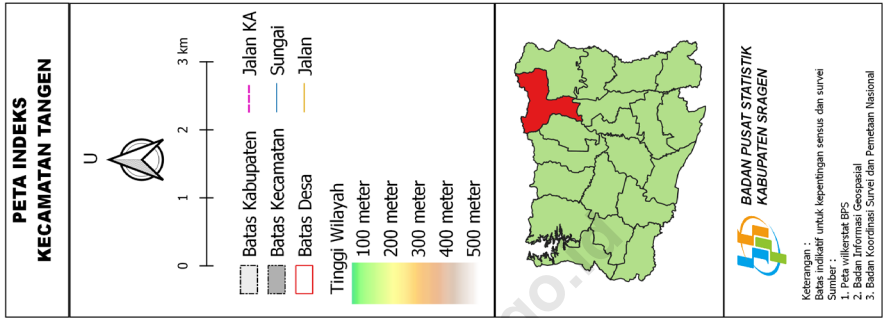 PETA INDEKS
KECAMATAN TANGEN
U
0 1 2 3 km
Batas Kabupaten
Batas Kecamatan
Batas Desa
Jalan KA
Sungai
Jalan
Tinggi Wilayah
100 meter
200 meter
300 meter
400 meter
500 meter
go.id
BADAN PUSAT STATISTIK
KABUPATEN SRAGEN
Keterangan :
Batas indikatif untuk kepentingan sensus dan survei
Sumber :
1. Peta wilkerstat BPS
2. Badan Informasi Geospasial
3. Badan Koordinasi Survei dan Pemetaan Nasional